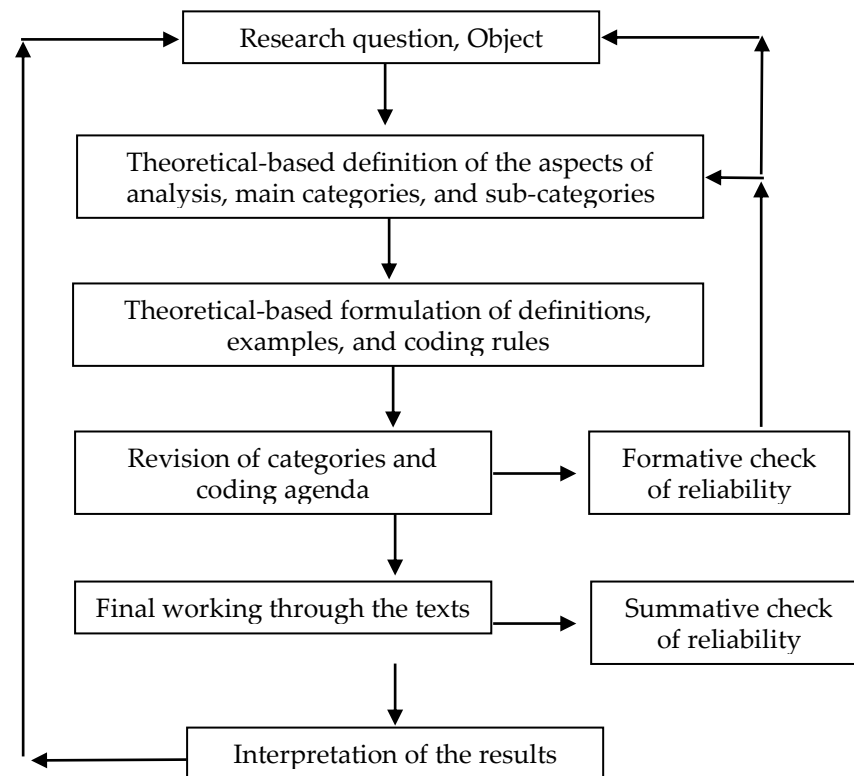 Research question, Object
Theoretical-based definition of the aspects of
analysis, main categories, and sub-categories
Theoretical-based formulation of definitions,
examples, and coding rules
Revision of categories and
coding agenda
Formative check
of reliability
Final working through the texts
Summative check
of reliability
Interpretation of the results